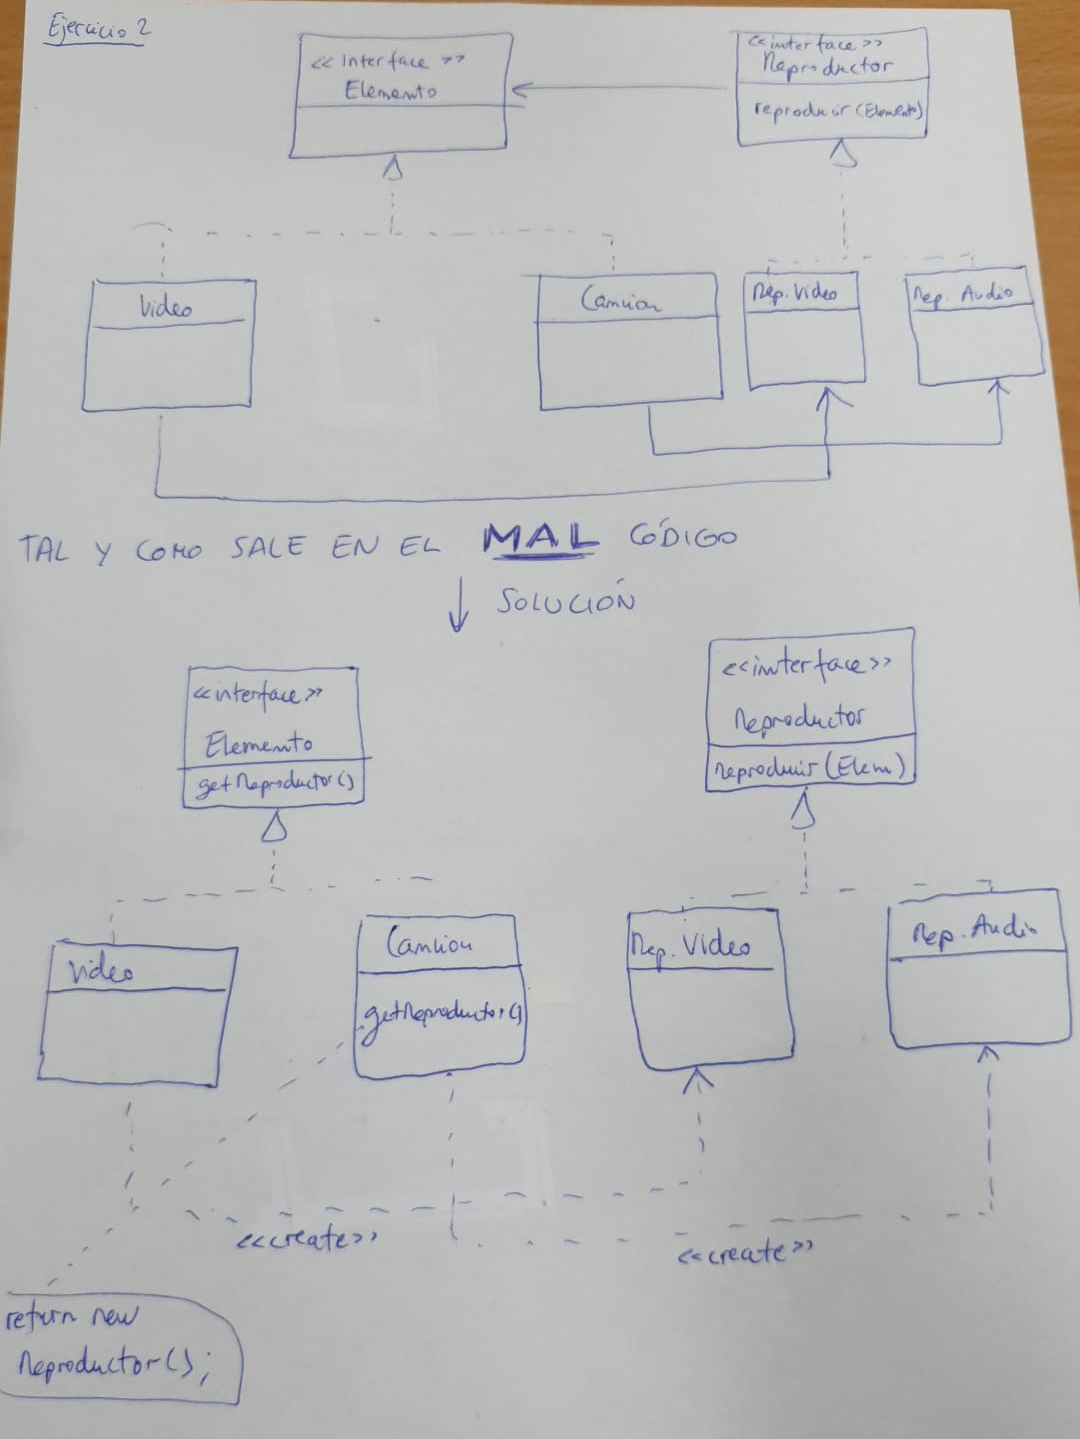 Ejercicio 2
<< Interface >>
Elemento
<<interface>>
Reproductor
reproducir (Elemento)
Video
Cancion
Rep. Video
Rep. Audio
TAL Y COMO SALE EN EL MAL CÓDIGO
↓ SOLUCIÓN
<<interface>>
Elemento
getReproductor()
<<interface>>
Reproductor
reproducir (Elem)
Video
Cancion
getReproductor()
Rep. Video
Rep. Audio
<<create>>
<<create>>
return new
Reproductor();